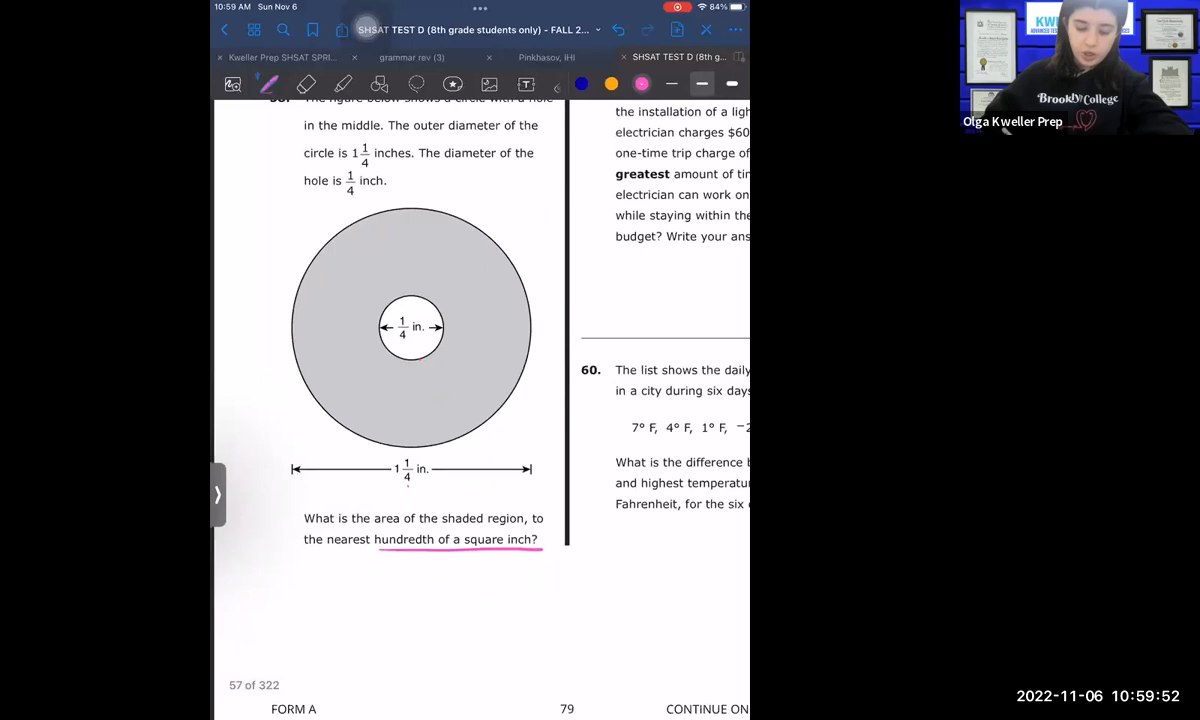 10:59 AM Sun Nov 6
84%
SHSAT TEST D (8th grade students only) - FALL 2...
Kweller Prep SHSAT SPRI...
grammar rev (3)
Pinkhasov, IHI
SHSAT TEST D (8th g...
T
in the middle. The outer diameter of the
circle is 1 1/4 inches. The diameter of the
hole is 1/4 inch.
1/4 in.
1 1/4 in.
What is the area of the shaded region, to
the nearest hundredth of a square inch?
the installation of a ligh
electrician charges $60
one-time trip charge of
greatest amount of tim
electrician can work on
while staying within the
budget? Write your ans
60. The list shows the daily
in a city during six days
7° F, 4° F, 1° F, −2
What is the difference b
and highest temperatu
Fahrenheit, for the six
57 of 322
FORM A
79
CONTINUE ON
Brooklyn College
Olga Kweller Prep
2022-11-06 10:59:52